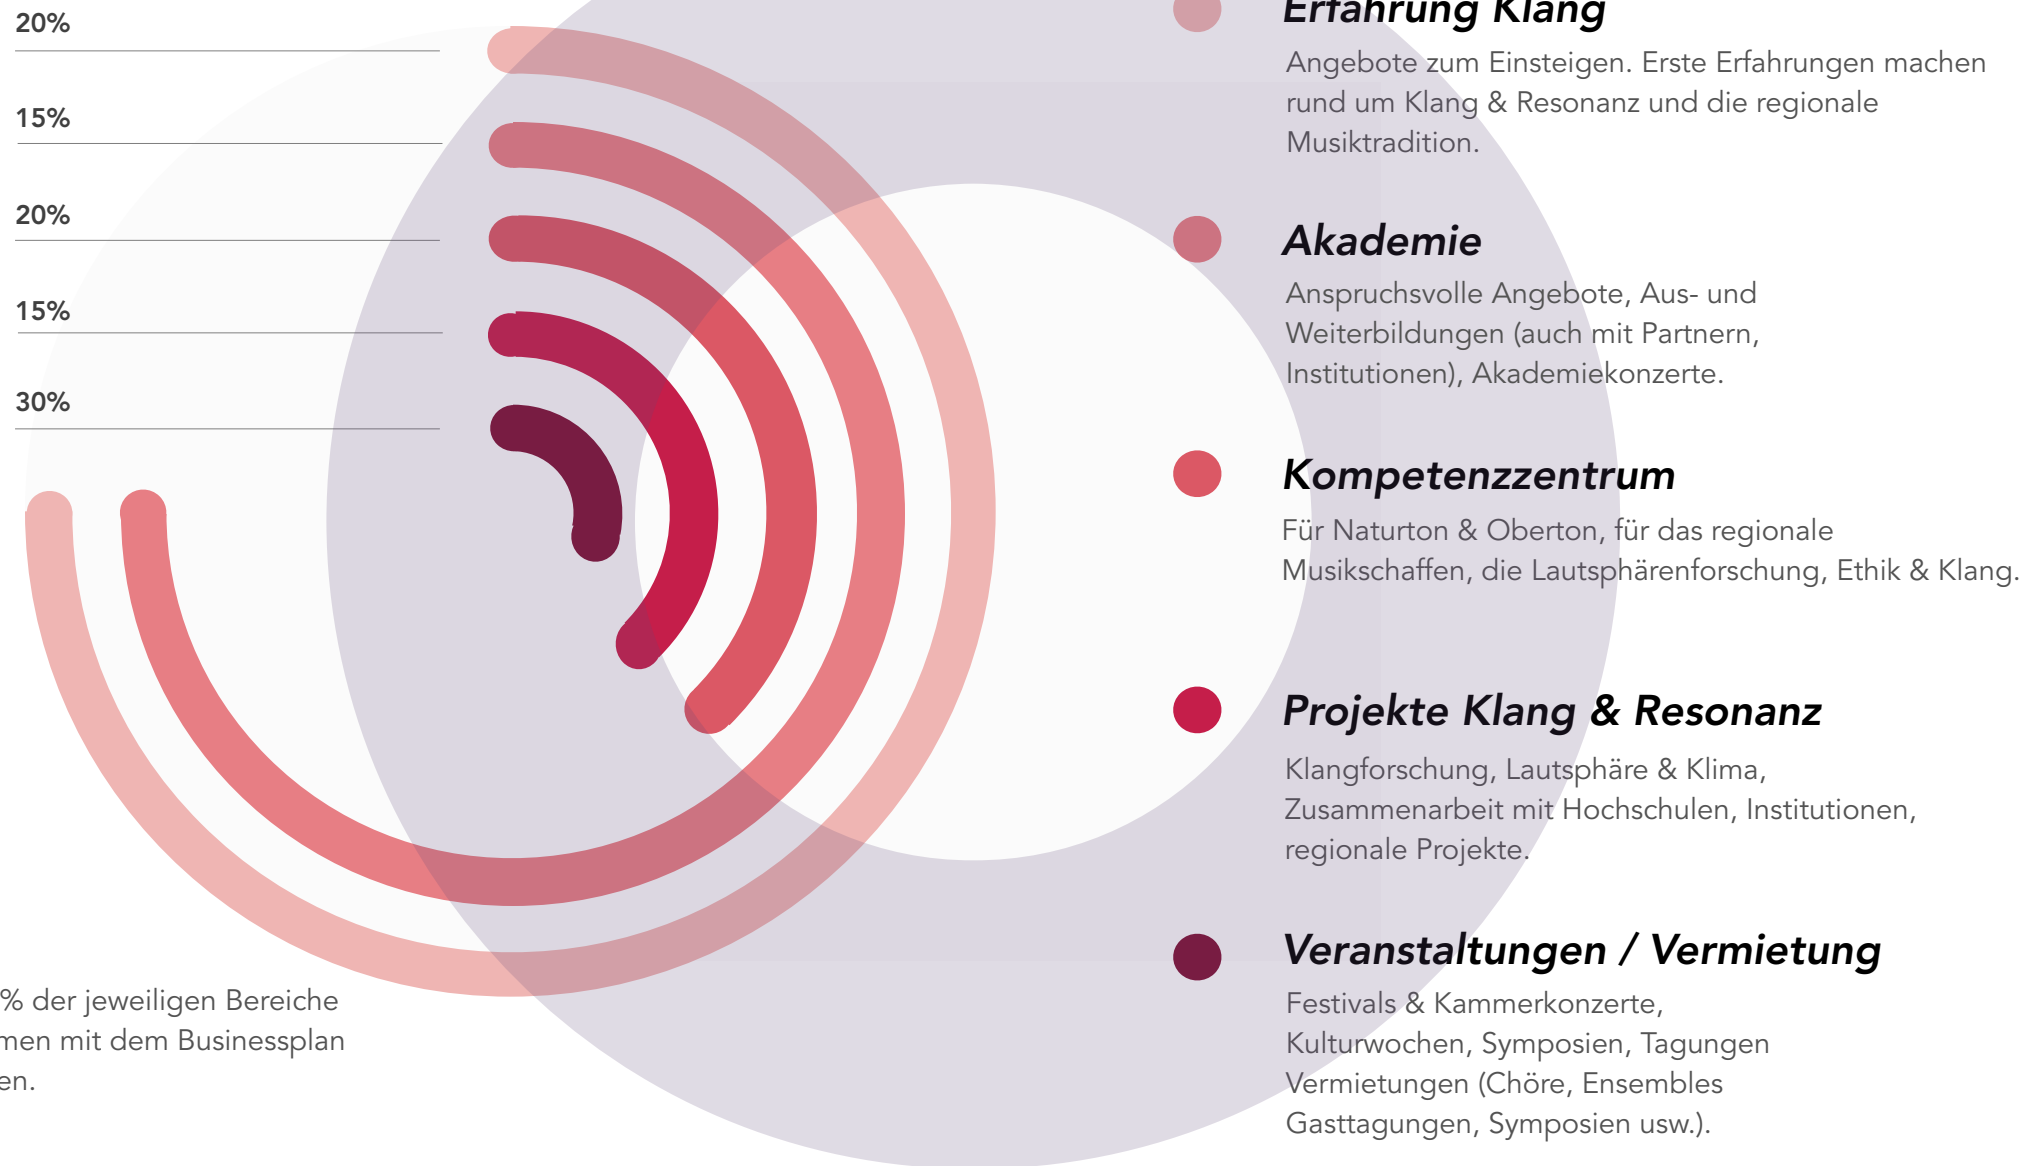 20%
15%
20%
15%
30%
% der jeweiligen Bereiche
men mit dem Businessplan
en.
Erfahrung Klang
Angebote zum Einsteigen. Erste Erfahrungen machen
rund um Klang & Resonanz und die regionale
Musiktradition.
Akademie
Anspruchsvolle Angebote, Aus- und
Weiterbildungen (auch mit Partnern,
Institutionen), Akademiekonzerte.
Kompetenzzentrum
Für Naturton & Oberton, für das regionale
Musikschaffen, die Lautsphärenforschung, Ethik & Klang.
Projekte Klang & Resonanz
Klangforschung, Lautsphäre & Klima,
Zusammenarbeit mit Hochschulen, Institutionen,
regionale Projekte.
Veranstaltungen / Vermietung
Festivals & Kammerkonzerte,
Kulturwochen, Symposien, Tagungen
Vermietungen (Chöre, Ensembles
Gasttagungen, Symposien usw.).